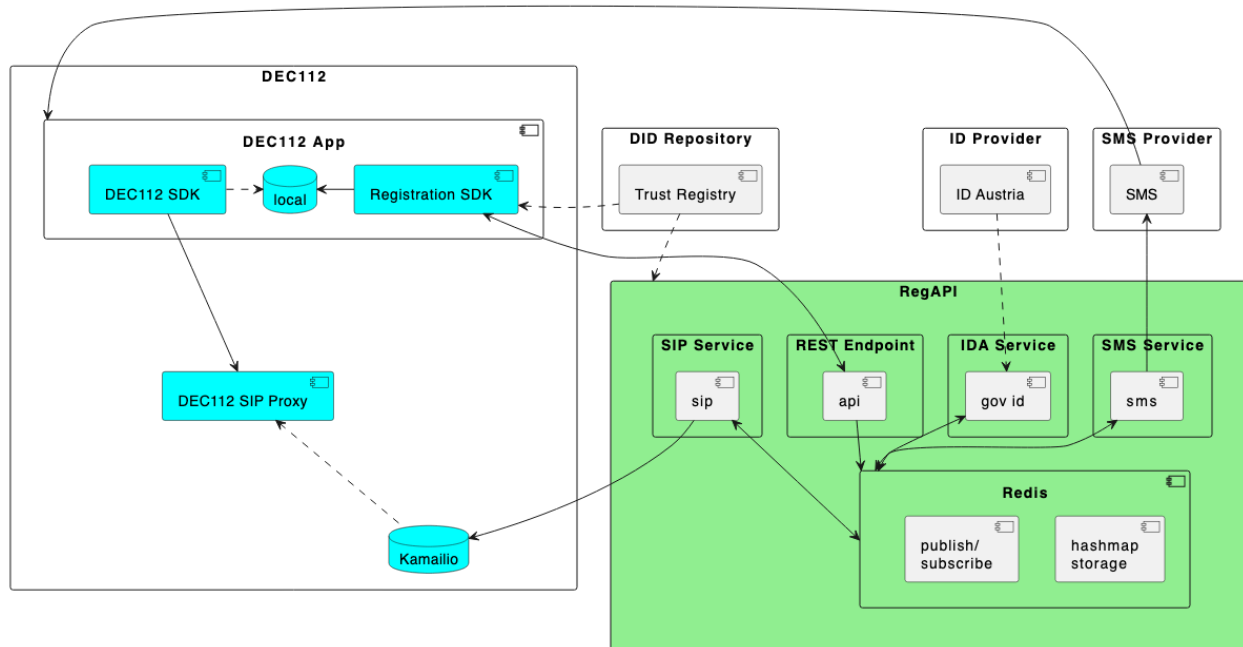 DEC112
DEC112 App
DID Repository
ID Provider
SMS Provider
DEC112 SDK
local
Registration SDK
Trust Registry
ID Austria
SMS
RegAPI
SIP Service
REST Endpoint
IDA Service
SMS Service
DEC112 SIP Proxy
sip
api
gov id
sms
Redis
Kamailio
publish/
subscribe
hashmap
storage